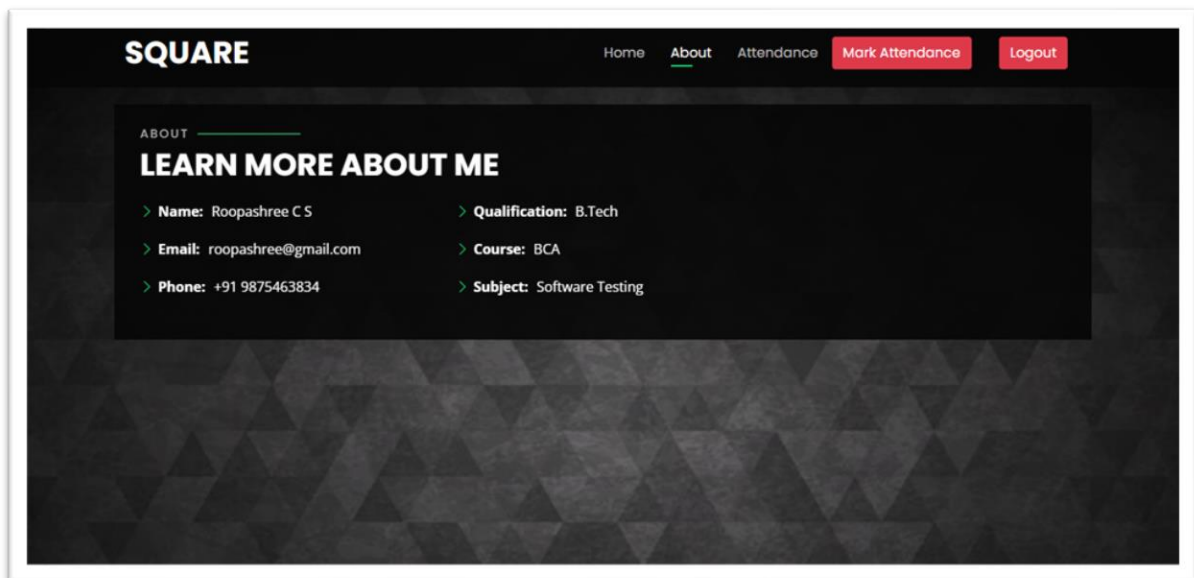 SQUARE
Home About Attendance Mark Attendance Logout
ABOUT
LEARN MORE ABOUT ME
Name: Roopashree C S
Qualification: B.Tech
Email: roopashree@gmail.com
Course: BCA
Phone: +91 9875463834
Subject: Software Testing